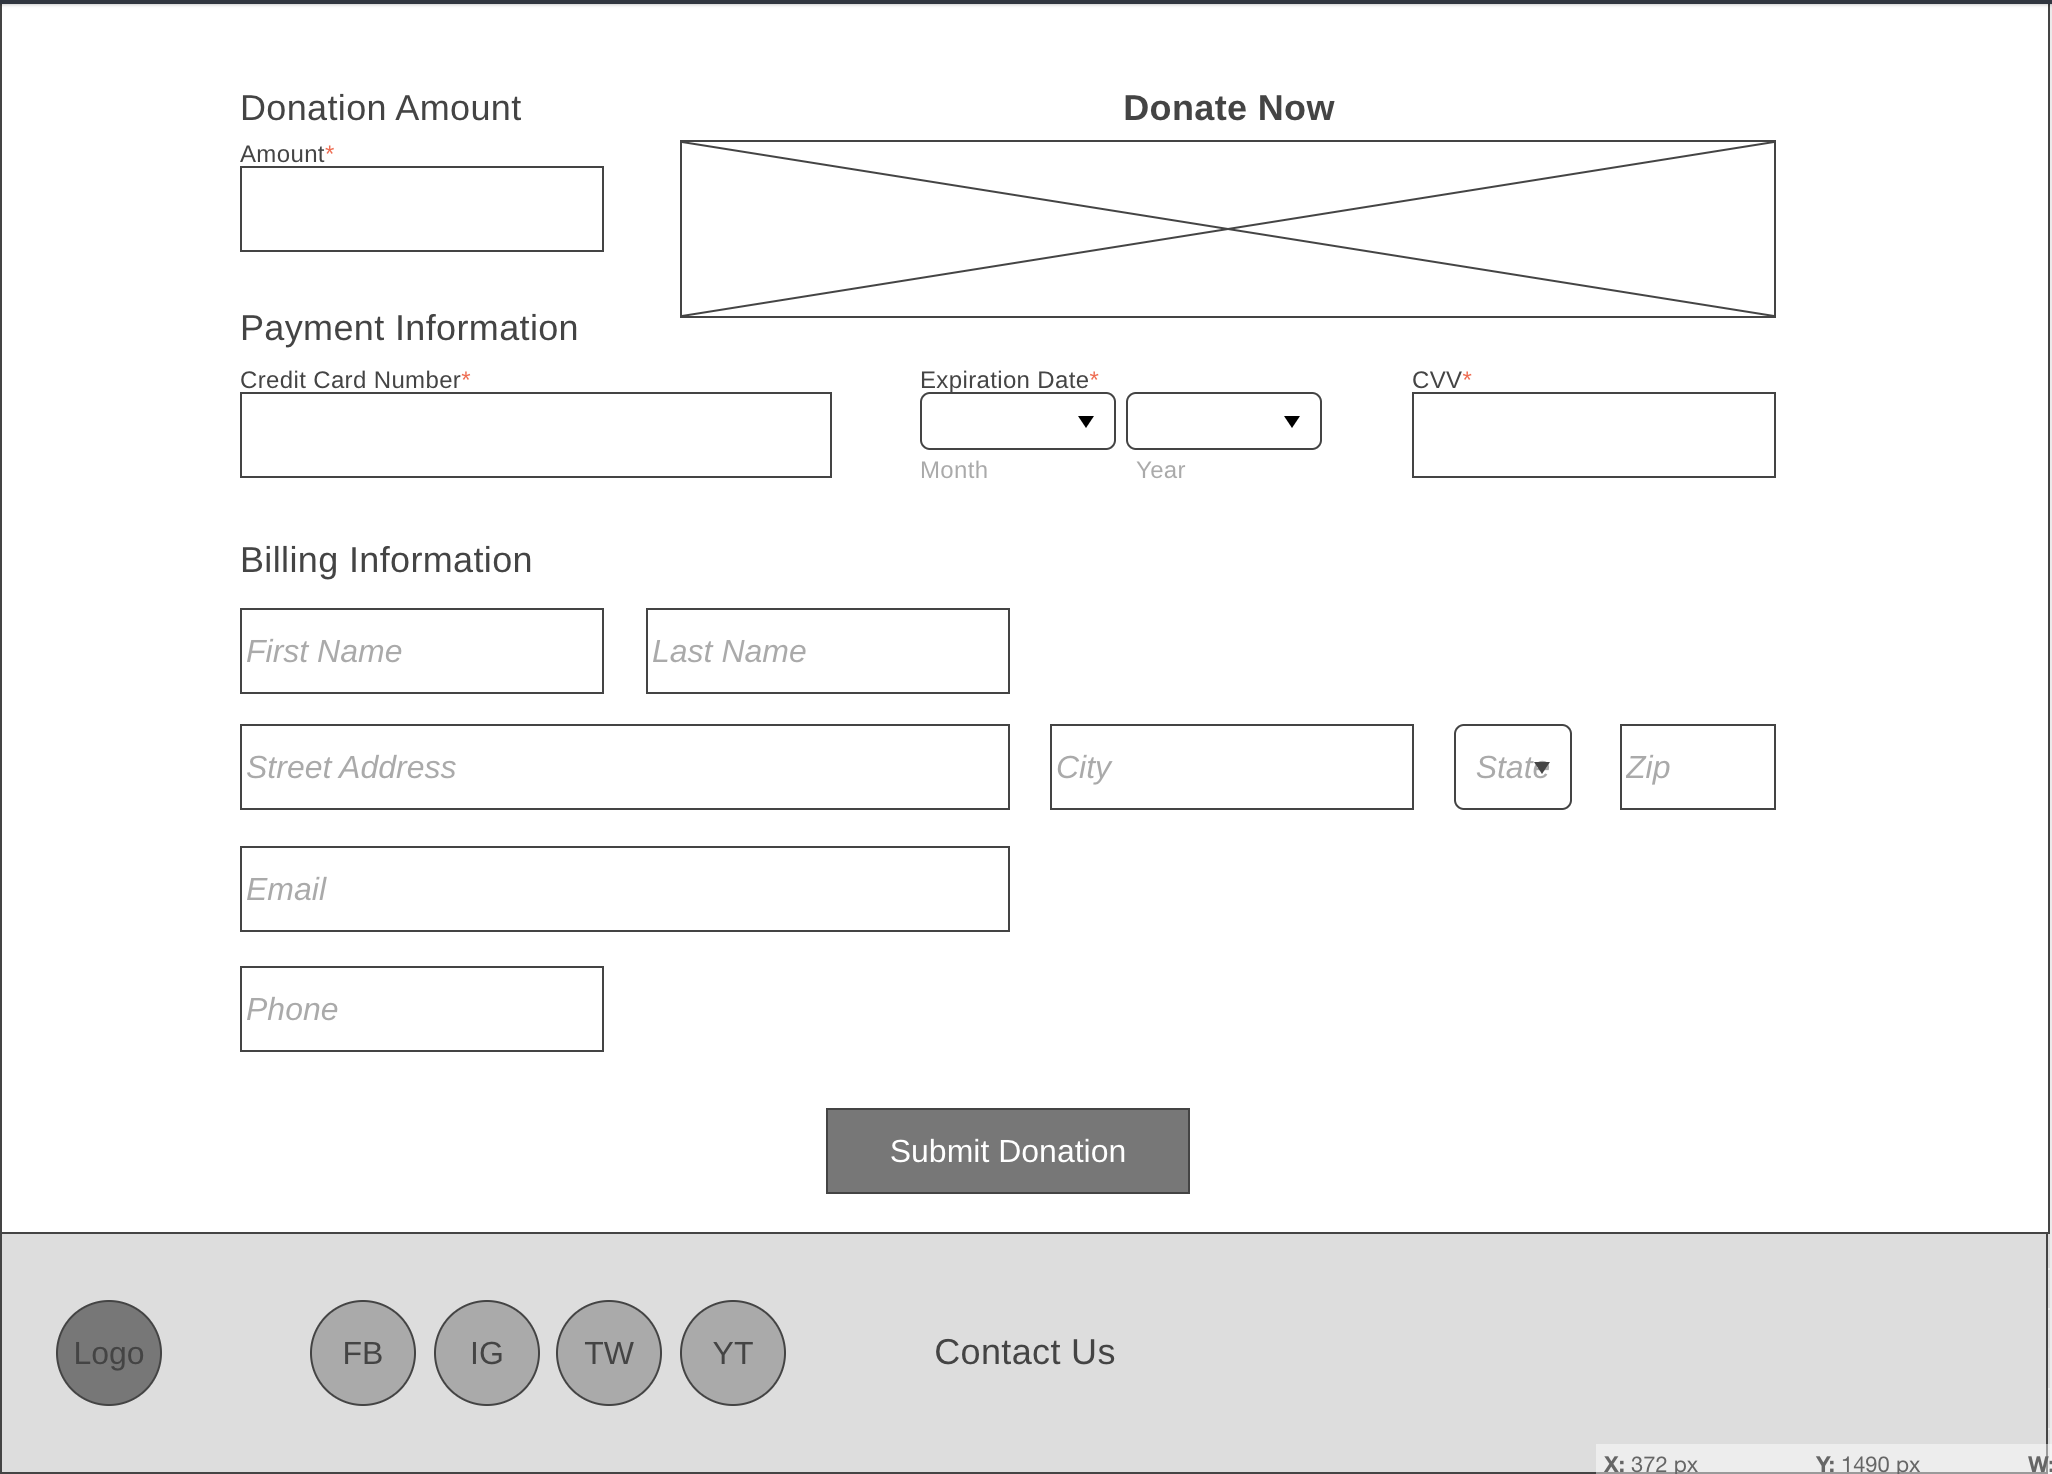 Donation Amount
Donate Now
Amount*
Payment Information
Credit Card Number*
Expiration Date*
CVV*
Month
Year
Billing Information
First Name
Last Name
Street Address
City
State
Zip
Email
Phone
Submit Donation
Logo
FB
IG
TW
YT
Contact Us
X: 372 px
Y: 1490 px
W: